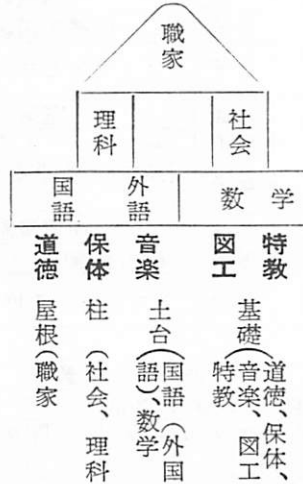 職家
理科
社会
国語
外語
数学
道徳
保体
音楽
図工
特教
基礎(道徳、保体、
音楽、図工
特教
土台(国語(外国
語)、数学
柱(社会、理科
屋根(職家